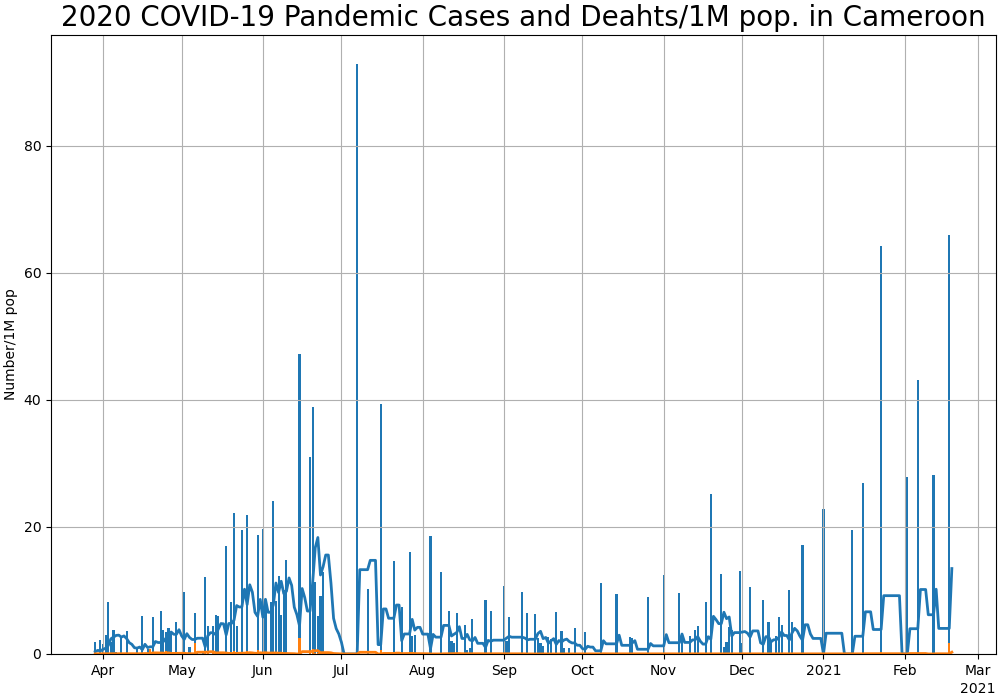 2020 COVID-19 Pandemic Cases and Deahts/1M pop. in Cameroon
Number/1M pop
80
60
40
20
0
Apr May Jun Jul Aug Sep Oct Nov Dec 2021 Feb Mar
2021